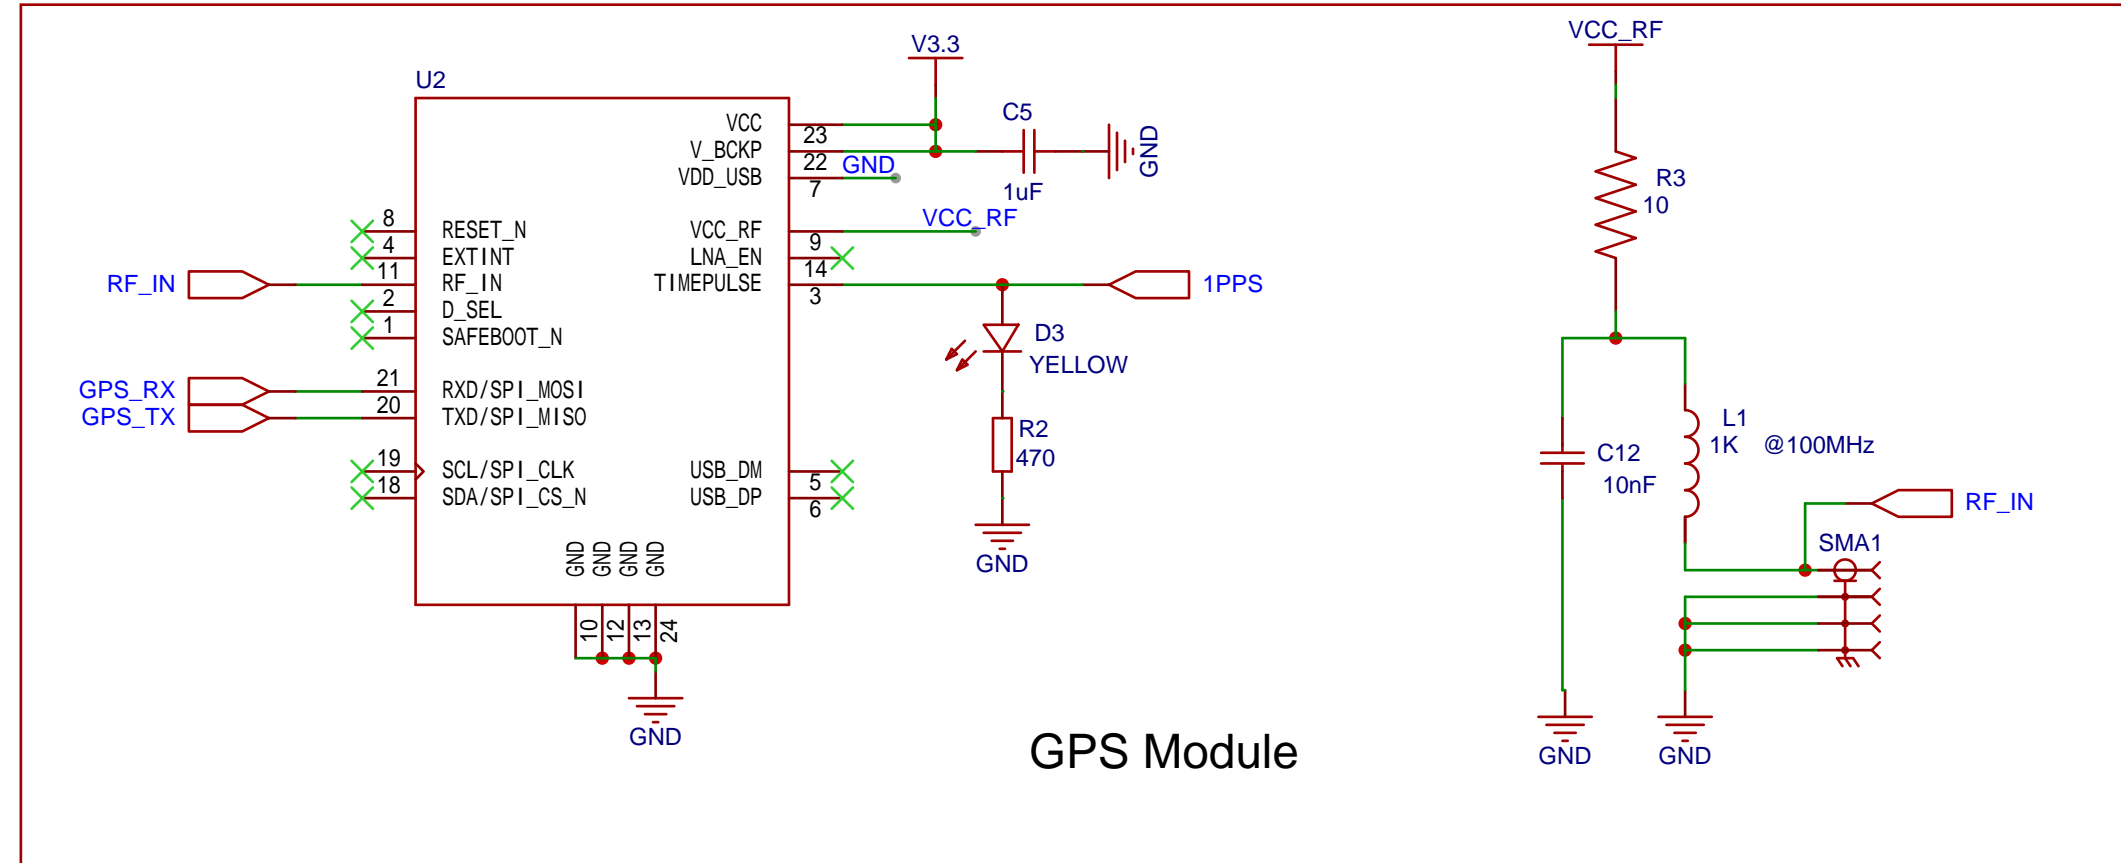 V3.3
VCC_RF
U2
C5
GND
1uF
VCC
23
V_BCKP
22
GND
VDD_USB
7
R3
10
8
RESET_N
VCC_RF
9
VCC_RF
4
EXTINT
LNA_EN
14
RF_IN
11
RF_IN
TIMEPULSE
3
1PPS
2
D_SEL
1
SAFEBOOT_N
D3
YELLOW
GPS_RX
21
RXD/SPI_MOSI
GPS_TX
20
TXD/SPI_MISO
R2
470
L1
1K @100MHz
C12
10nF
19
SCL/SPI_CLK
USB_DM
5
18
SDA/SPI_CS_N
USB_DP
6
RF_IN
SMA1
GND
GND
GND
GND
GND
10
12
13
24
GND
GPS Module
GND
GND